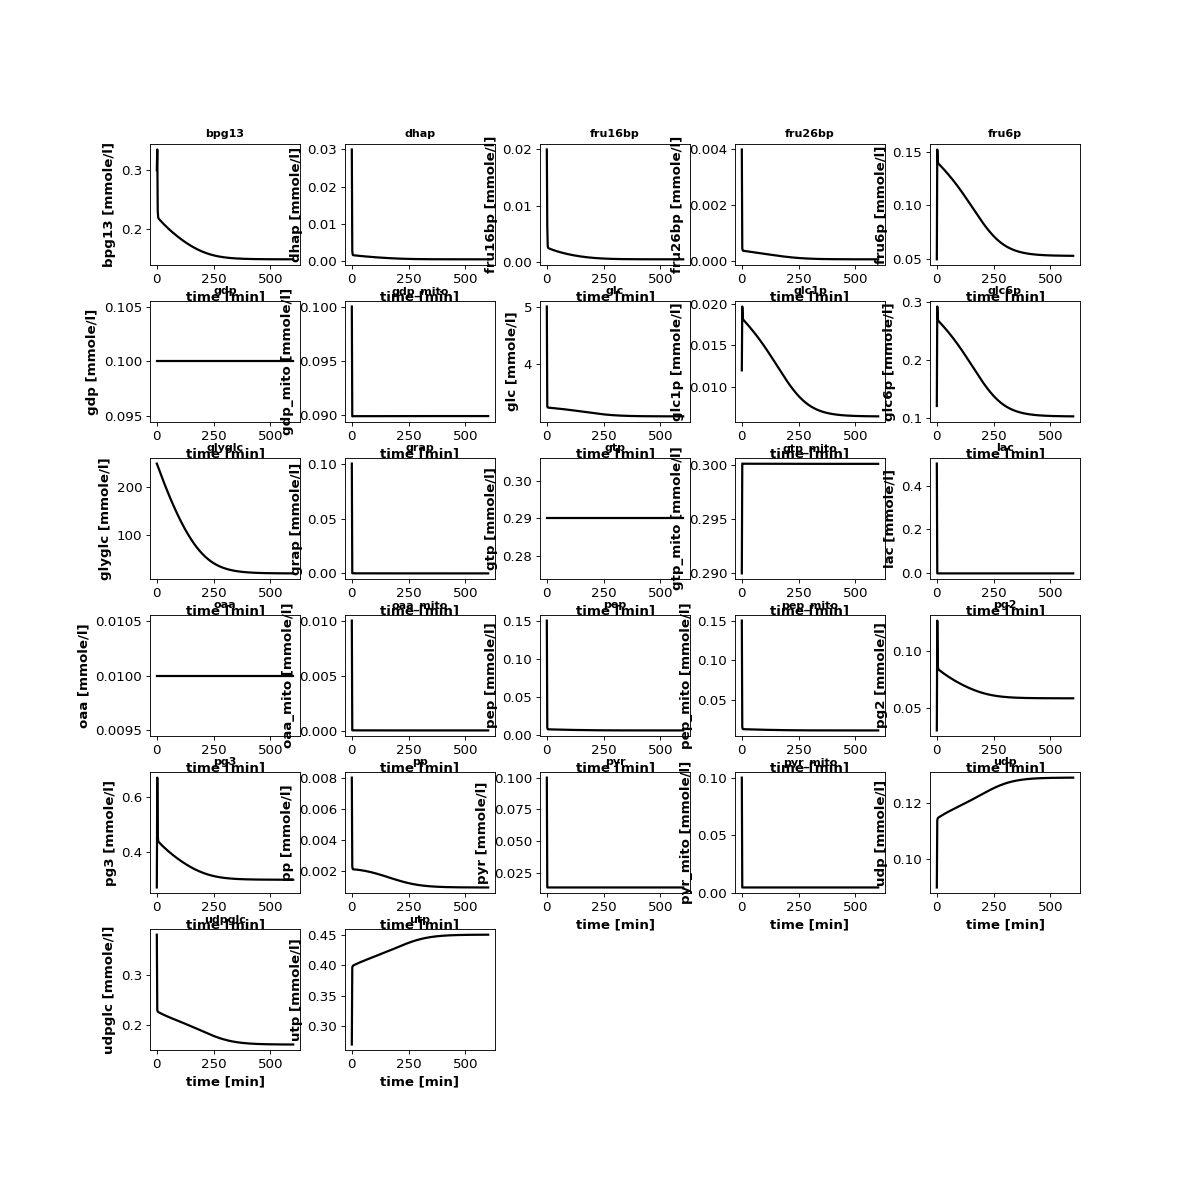 bpg13 dhap fru16bp fru26bp fru6p
bpg13 [mmole/l] 0.3 0.2
dhap [mmole/l] 0.03 0.02 0.01 0.00
fru16bp [mmole/l] 0.02 0.01 0.00
fru26bp [mmole/l] 0.004 0.002 0.000
fru6p [mmole/l] 0.15 0.10 0.05
0 250 500 0 250 500 0 250 500 0 250 500 0 250 500
time [min] time [min] time [min] time [min] time [min]
gdp gdp_mito glc glc1p glc6p
gdp [mmole/l] 0.105 0.100 0.095
gdp_mito [mmole/l] 0.100 0.095 0.090
glc [mmole/l] 5 4
glc1p [mmole/l] 0.020 0.015 0.010
glc6p [mmole/l] 0.3 0.2 0.1
0 250 500 0 250 500 0 250 500 0 250 500 0 250 500
time [min] time [min] time [min] time [min] time [min]
glyglc grap gtp gtp_mito lac
glyglc [mmole/l] 200 100
grap [mmole/l] 0.10 0.05 0.00
gtp [mmole/l] 0.30 0.29 0.28
gtp_mito [mmole/l] 0.300 0.295 0.290
lac [mmole/l] 0.4 0.2 0.0
0 250 500 0 250 500 0 250 500 0 250 500 0 250 500
time [min] time [min] time [min] time [min] time [min]
oaa oaa_mito pep pep_mito pg2
oaa [mmole/l] 0.0105 0.0100 0.0095
oaa_mito [mmole/l] 0.010 0.005 0.000
pep [mmole/l] 0.15 0.10 0.05 0.00
pep_mito [mmole/l] 0.15 0.10 0.05
pg2 [mmole/l] 0.10 0.05
0 250 500 0 250 500 0 250 500 0 250 500 0 250 500
time [min] time [min] time [min] time [min] time [min]
pg3 pp pyr pyr_mito udp
pg3 [mmole/l] 0.6 0.4
pp [mmole/l] 0.008 0.006 0.004 0.002
pyr [mmole/l] 0.100 0.075 0.050 0.025
pyr_mito [mmole/l] 0.10 0.05 0.00
udp [mmole/l] 0.12 0.10
0 250 500 0 250 500 0 250 500 0 250 500 0 250 500
time [min] time [min] time [min] time [min] time [min]
udpglc utp
udpglc [mmole/l] 0.3 0.2
utp [mmole/l] 0.45 0.40 0.35 0.30
0 250 500 0 250 500
time [min] time [min]